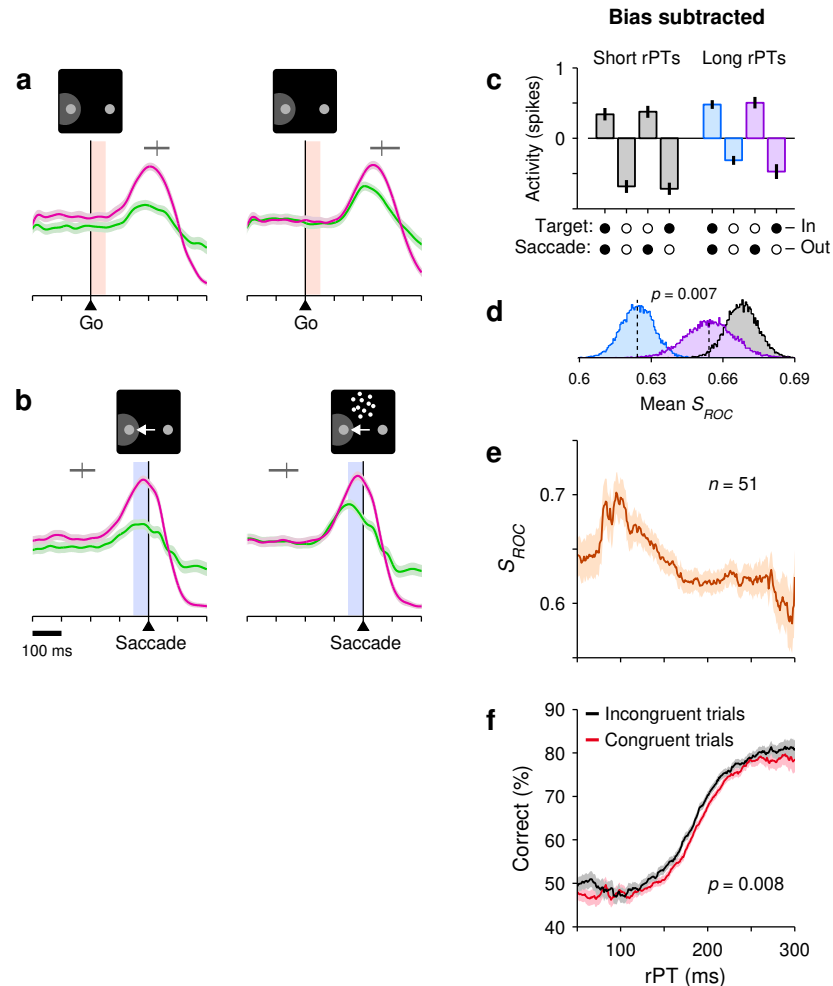 Bias subtracted
a
Go
Go
b
100 ms
Saccade
Saccade
c
Short rPTs
Long rPTs
1
0
1
Activity (spikes)
Target:
In
Saccade:
Out
d
p = 0.007
0.6
0.63
0.66
0.69
Mean S_ROC
e
n = 51
0.7
0.6
S_ROC
f
Incongruent trials
Congruent trials
90
80
70
60
50
40
Correct (%)
p = 0.008
100
200
300
rPT (ms)